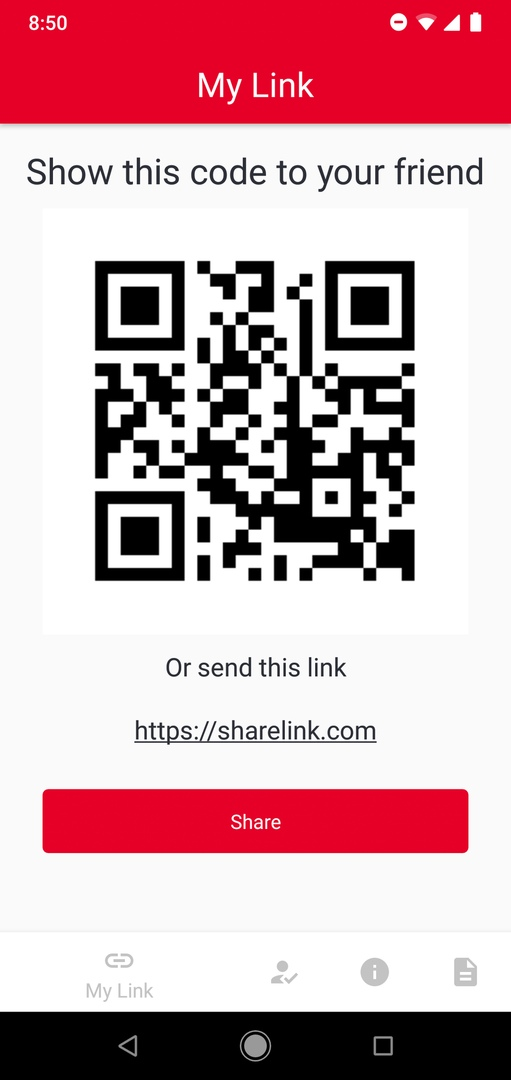 8:50
My Link
Show this code to your friend
Or send this link
https://sharelink.com
Share
My Link